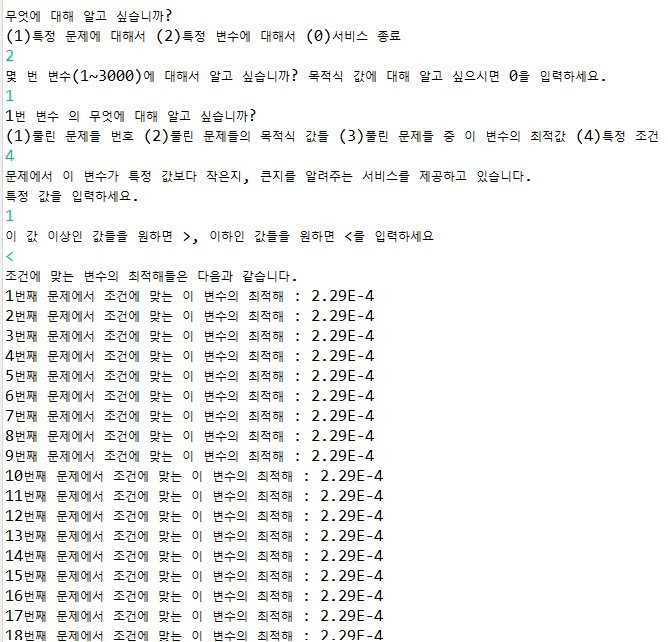 무엇에 대해 알고 싶습니까?
(1)특정 문제에 대해서 (2)특정 변수에 대해서 (0)서비스 종료
2
몇 번 변수(1~3000)에 대해서 알고 싶습니까? 목적식 값에 대해 알고 싶으시면 0을 입력하세요.
1
1번 변수 의 무엇에 대해 알고 싶습니까?
(1)풀린 문제들 번호 (2)풀린 문제들의 목적식 값들 (3)풀린 문제들 중 이 변수의 최적값 (4)특정 조건
4
문제에서 이 변수가 특정 값보다 작은지, 큰지를 알려주는 서비스를 제공하고 있습니다.
특정 값을 입력하세요.
1
이 값 이상인 값들을 원하면 >, 이하인 값들을 원하면 <를 입력하세요
<
조건에 맞는 변수의 최적해들은 다음과 같습니다.
1번째 문제에서 조건에 맞는 이 변수의 최적해 : 2.29E-4
2번째 문제에서 조건에 맞는 이 변수의 최적해 : 2.29E-4
3번째 문제에서 조건에 맞는 이 변수의 최적해 : 2.29E-4
4번째 문제에서 조건에 맞는 이 변수의 최적해 : 2.29E-4
5번째 문제에서 조건에 맞는 이 변수의 최적해 : 2.29E-4
6번째 문제에서 조건에 맞는 이 변수의 최적해 : 2.29E-4
7번째 문제에서 조건에 맞는 이 변수의 최적해 : 2.29E-4
8번째 문제에서 조건에 맞는 이 변수의 최적해 : 2.29E-4
9번째 문제에서 조건에 맞는 이 변수의 최적해 : 2.29E-4
10번째 문제에서 조건에 맞는 이 변수의 최적해 : 2.29E-4
11번째 문제에서 조건에 맞는 이 변수의 최적해 : 2.29E-4
12번째 문제에서 조건에 맞는 이 변수의 최적해 : 2.29E-4
13번째 문제에서 조건에 맞는 이 변수의 최적해 : 2.29E-4
14번째 문제에서 조건에 맞는 이 변수의 최적해 : 2.29E-4
15번째 문제에서 조건에 맞는 이 변수의 최적해 : 2.29E-4
16번째 문제에서 조건에 맞는 이 변수의 최적해 : 2.29E-4
17번째 문제에서 조건에 맞는 이 변수의 최적해 : 2.29E-4
18번째 문제에서 조건에 맞는 이 변수의 최적해 : 2.29E-4